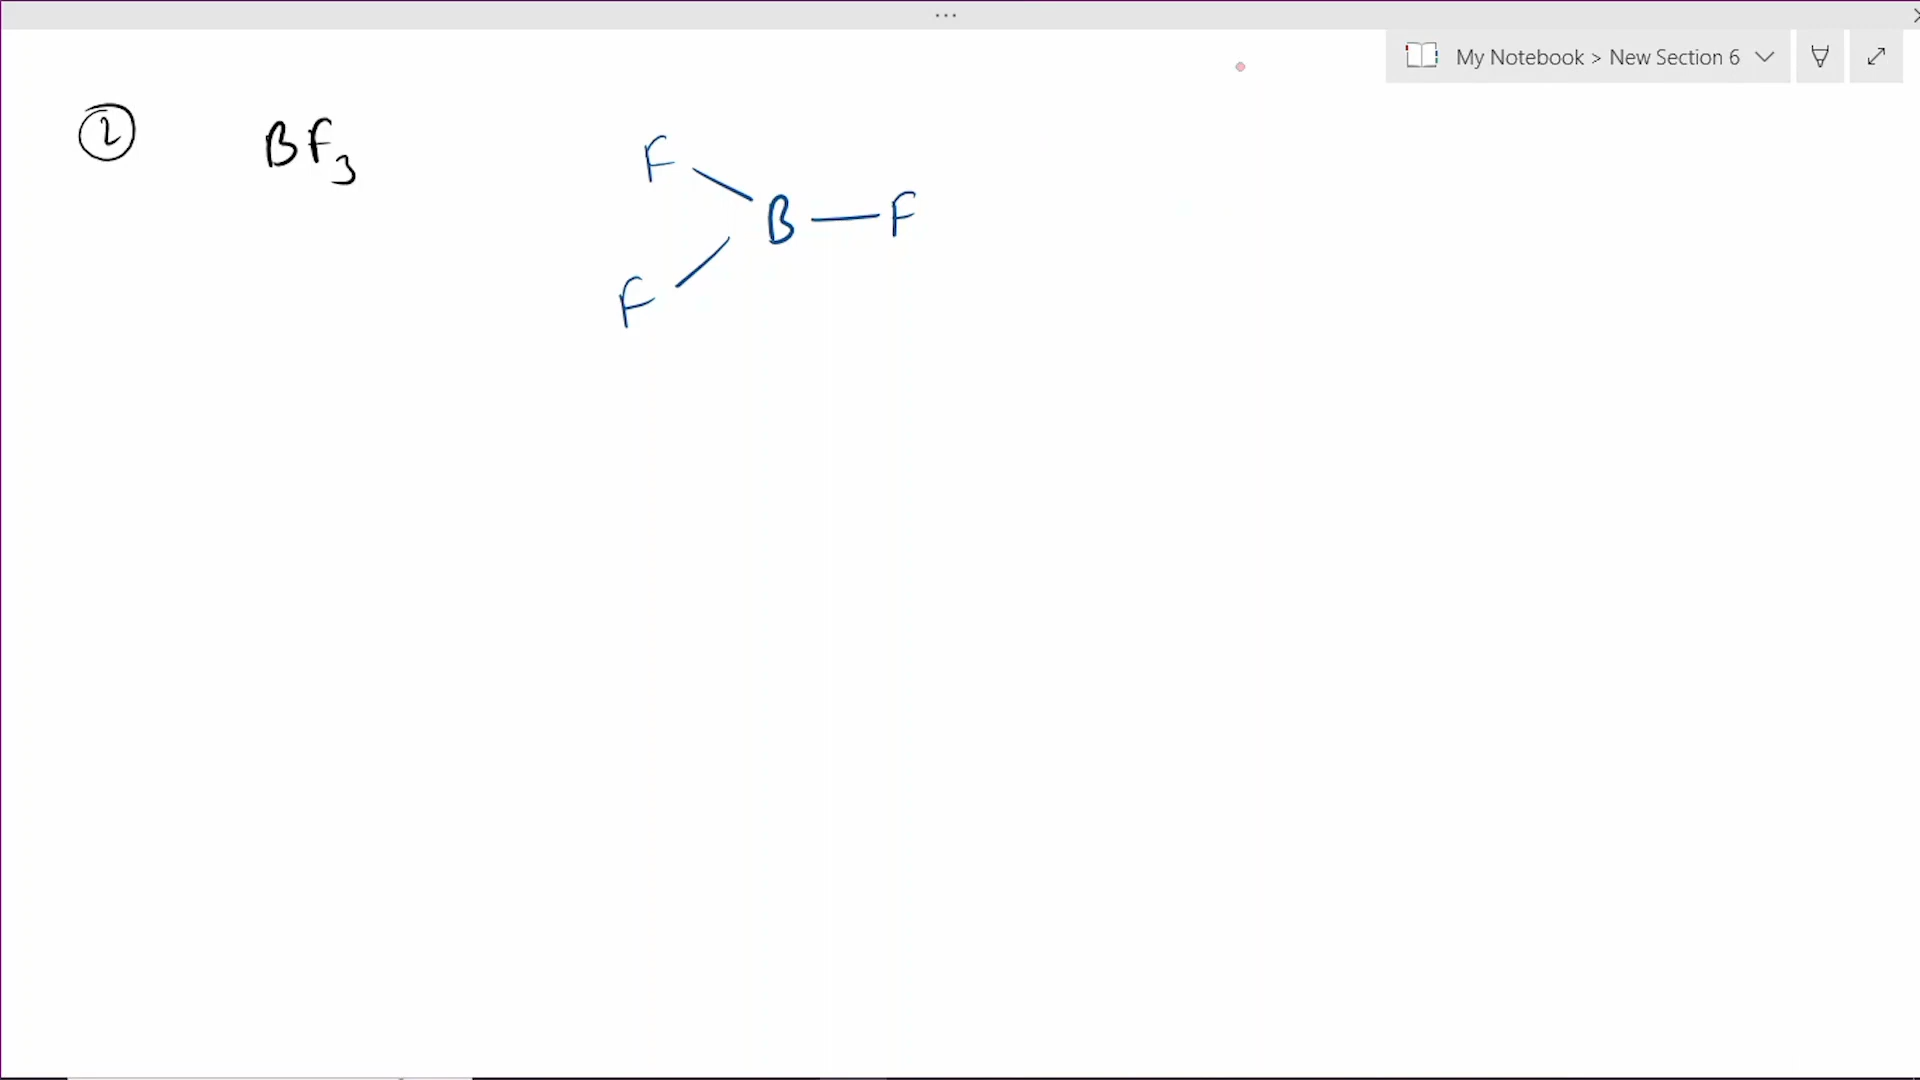 ...
My Notebook > New Section 6
② BF₃
F
B — F
F